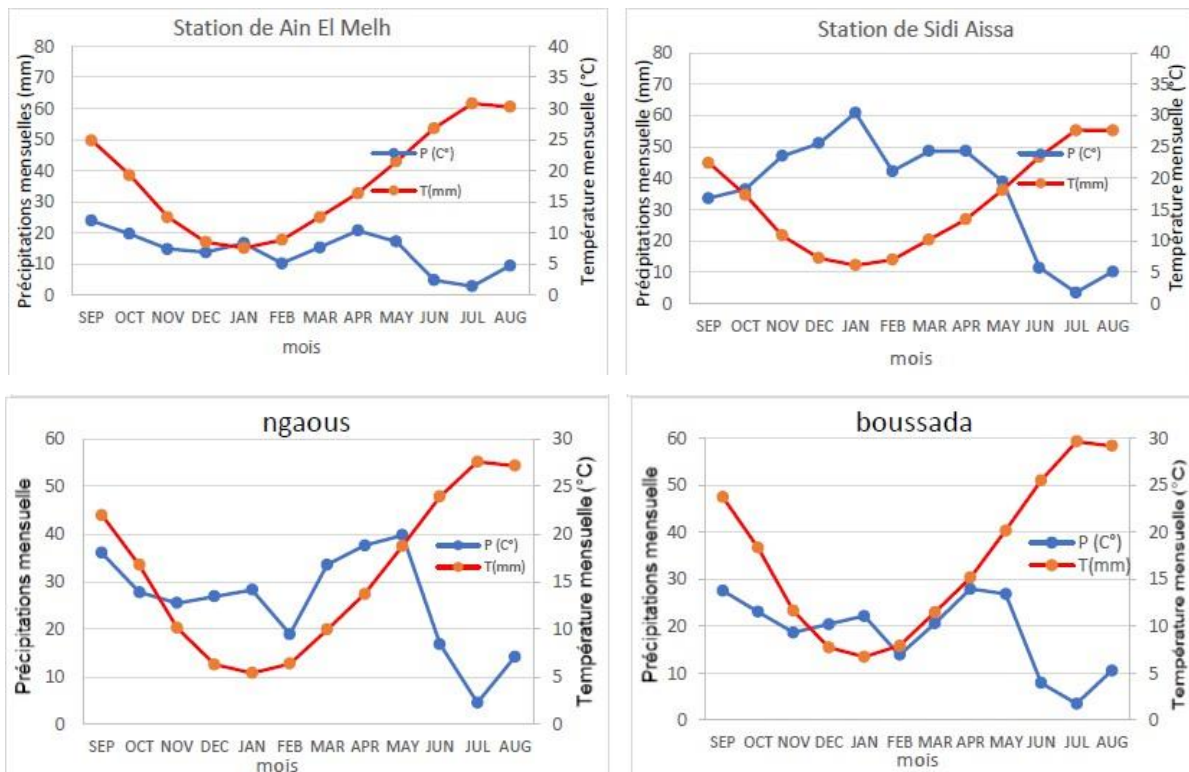 Station de Ain El Melh
Précipitations mensuelles (mm)
80
70
60
50
40
30
20
10
0
40
35
30
25
20
15
10
5
0
Température mensuelle (°C)
P (C°)
T(mm)
SEP OCT NOV DEC JAN FEB MAR APR MAY JUN JUL AUG
mois
Station de Sidi Aissa
Précipitations mensuelle (mm)
80
70
60
50
40
30
20
10
0
40
35
30
25
20
15
10
5
0
Température mensuelle (°C)
P (C°)
T(mm)
SEP OCT NOV DEC JAN FEB MAR APR MAY JUN JUL AUG
mois
ngaous
Précipitations mensuelle
60
50
40
30
20
10
0
30
25
20
15
10
5
0
Température mensuelle (°C)
P (C°)
T(mm)
SEP OCT NOV DEC JAN FEB MAR APR MAY JUN JUL AUG
mois
boussada
Précipitations mensuelle
60
50
40
30
20
10
0
30
25
20
15
10
5
0
Température mensuelle (°C)
P (C°)
T(mm)
SEP OCT NOV DEC JAN FEB MAR APR MAY JUN JUL AUG
mois